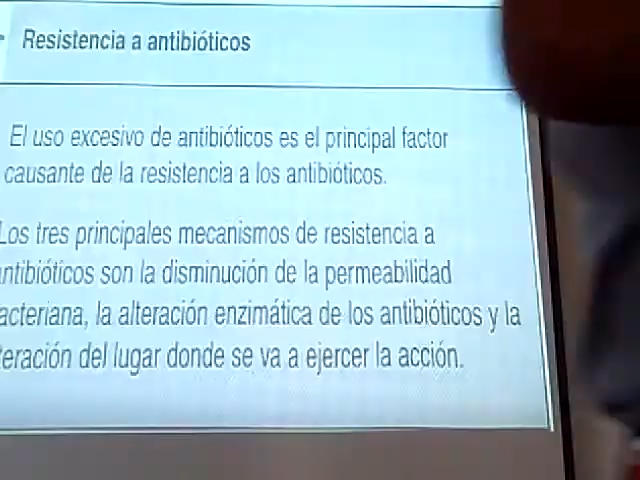 Resistencia a antibióticos
El uso excesivo de antibióticos es el principal factor
causante de la resistencia a los antibióticos.
Los tres principales mecanismos de resistencia a
ntibióticos son la disminución de la permeabilidad
acteriana, la alteración enzimática de los antibióticos y la
teración del lugar donde se va a ejercer la acción.